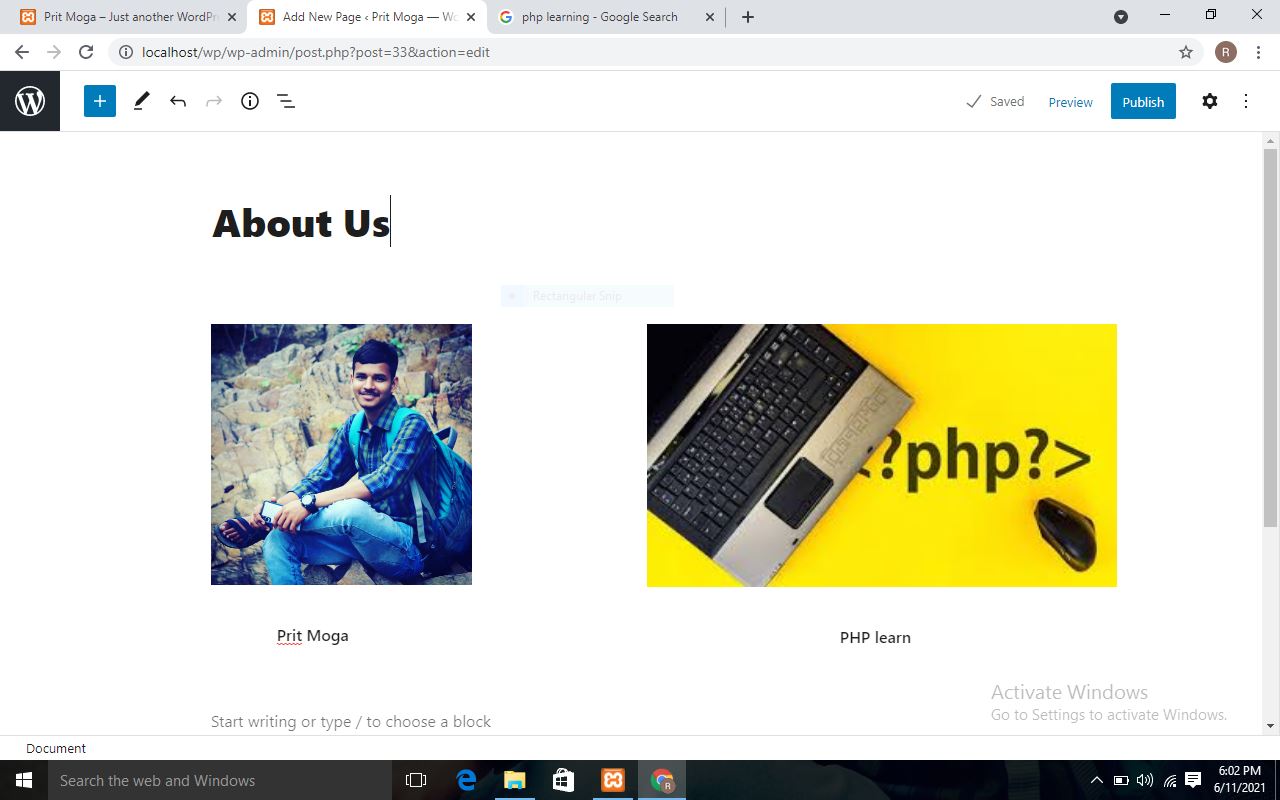 Prit Moga – Just another WordPr
Add New Page ‹ Prit Moga — Wo
php learning - Google Search
localhost/wp/wp-admin/post.php?post=33&action=edit
R
Saved
Preview
Publish
About Us
Rectangular Snip
<?php?>
Prit Moga
PHP learn
Start writing or type / to choose a block
Activate Windows
Go to Settings to activate Windows.
Document
Search the web and Windows
R
6:02 PM
6/11/2021